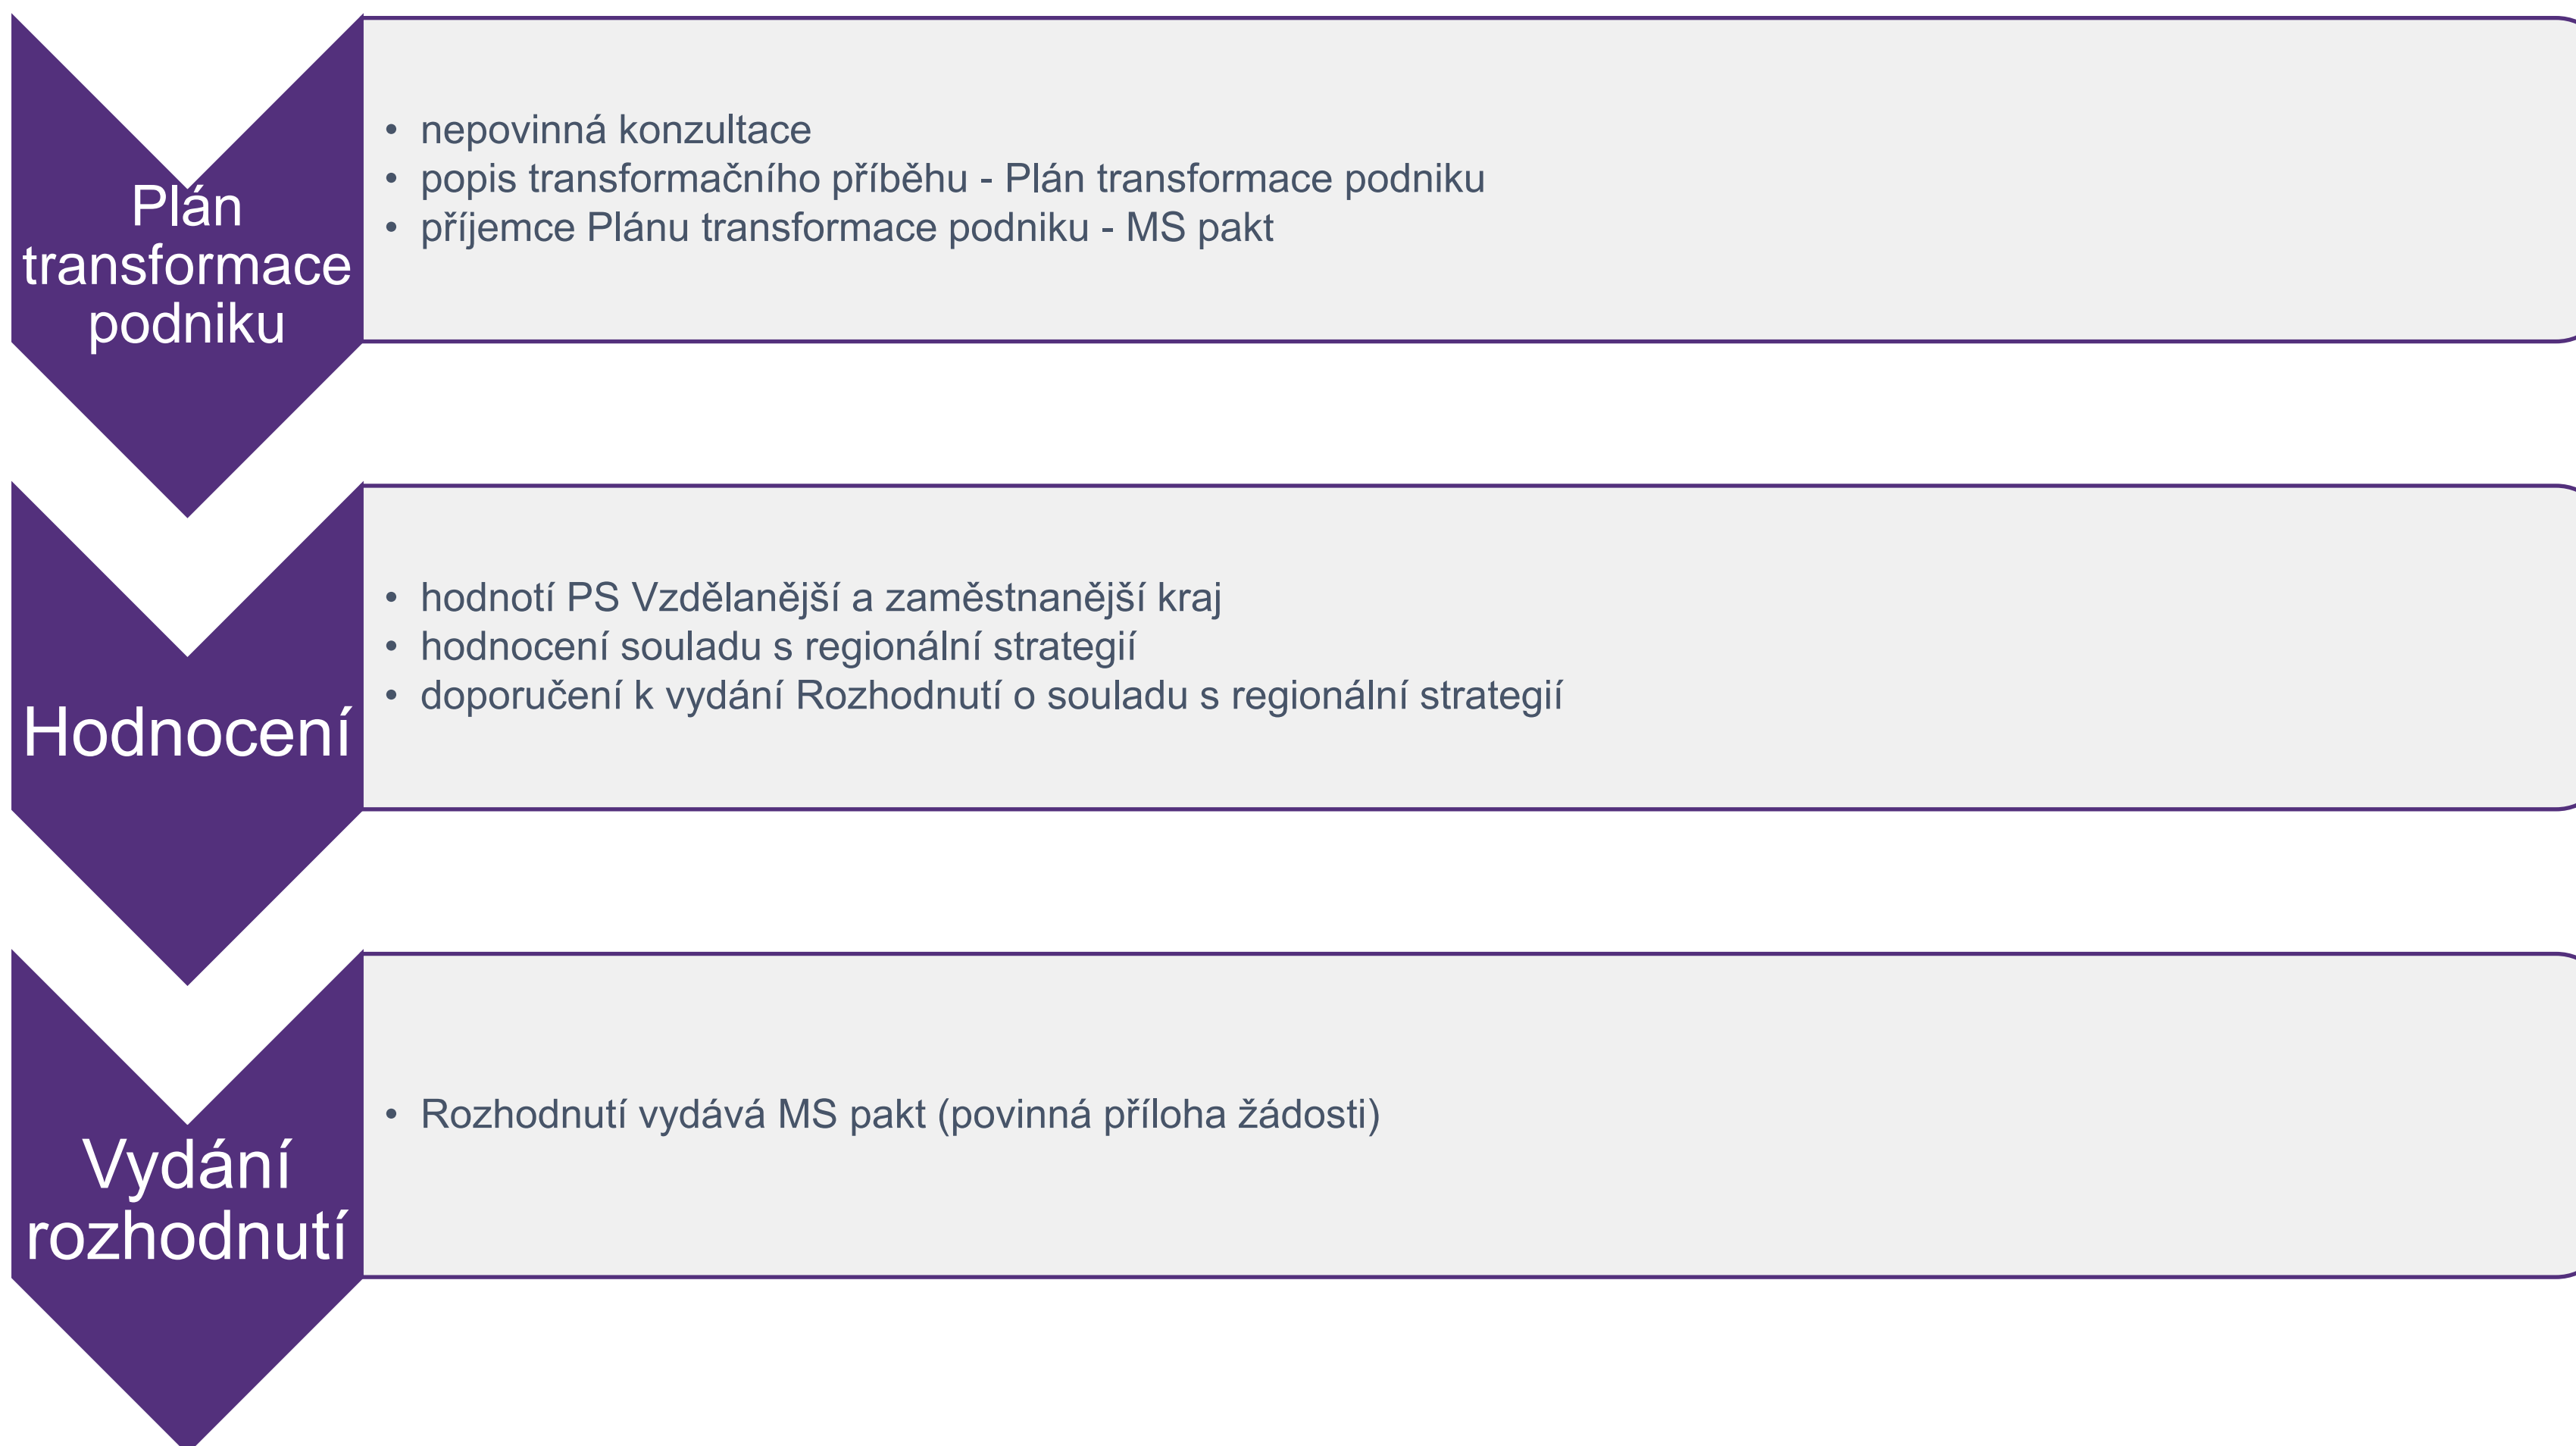 Plán
transformace
podniku
• nepovinná konzultace
• popis transformačního příběhu - Plán transformace podniku
• příjemce Plánu transformace podniku - MS pakt
Hodnocení
• hodnotí PS Vzdělanější a zaměstnanější kraj
• hodnocení souladu s regionální strategií
• doporučení k vydání Rozhodnutí o souladu s regionální strategií
Vydání
rozhodnutí
• Rozhodnutí vydává MS pakt (povinná příloha žádosti)